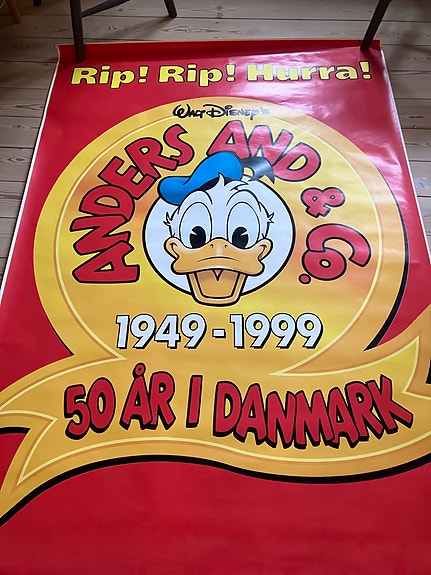 Rip! Rip! Hurra!
Walt Disney's
ANDERS AND & Co.
1949-1999
50 ÅR I DANMARK